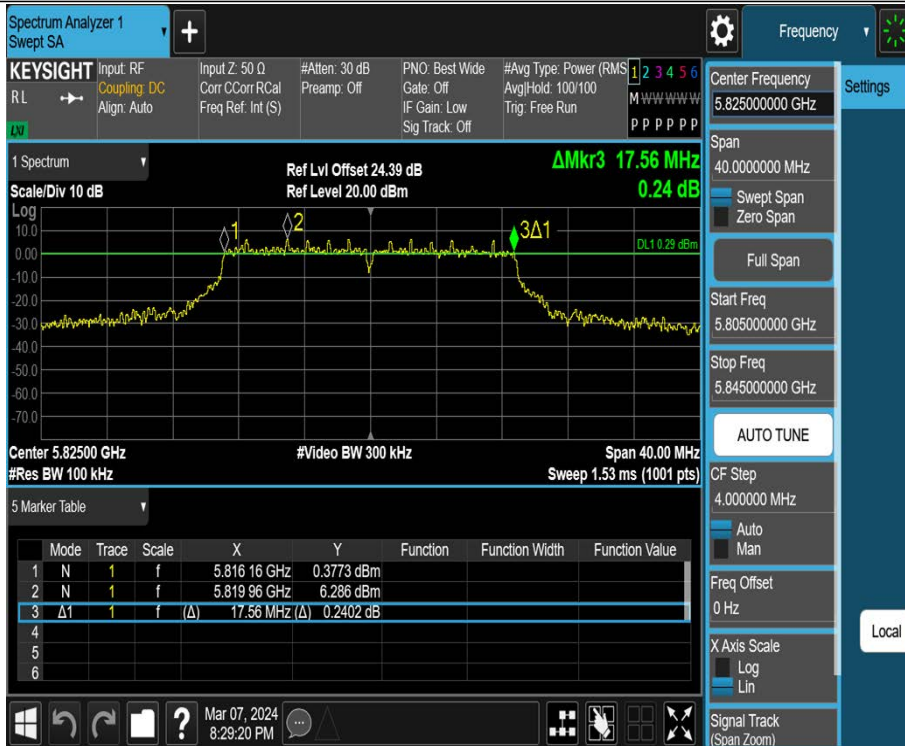 Spectrum Analyzer 1
Swept SA
+
Frequency
KEYSIGHT
RL
LXI
Input: RF
Coupling: DC
Align: Auto
Input Z: 50 Ω
Corr CCorr RCal
Freq Ref: Int (S)
#Atten: 30 dB
Preamp: Off
PNO: Best Wide
Gate: Off
IF Gain: Low
Sig Track: Off
#Avg Type: Power (RMS
Avg|Hold: 100/100
Trig: Free Run
1 2 3 4 5 6
M W W W W W
P P P P P P
1 Spectrum
Scale/Div 10 dB
Ref Lvl Offset 24.39 dB
Ref Level 20.00 dBm
ΔMkr3 17.56 MHz
0.24 dB
Log
10.0
0.00
-10.0
-20.0
-30.0
-40.0
-50.0
-60.0
-70.0
1
2
3Δ1
DL1 0.29 dBm
Center 5.82500 GHz
#Res BW 100 kHz
#Video BW 300 kHz
Span 40.00 MHz
Sweep 1.53 ms (1001 pts)
5 Marker Table
Mode Trace Scale X Y Function Function Width Function Value
1 N 1 f 5.816 16 GHz 0.3773 dBm
2 N 1 f 5.819 96 GHz 6.286 dBm
3 Δ1 1 f (Δ) 17.56 MHz (Δ) 0.2402 dB
4
5
6
?
Mar 07, 2024
8:29:20 PM
Center Frequency
5.825000000 GHz
Span
40.0000000 MHz
Swept Span
Zero Span
Full Span
Start Freq
5.805000000 GHz
Stop Freq
5.845000000 GHz
AUTO TUNE
CF Step
4.000000 MHz
Auto
Man
Freq Offset
0 Hz
X Axis Scale
Log
Lin
Signal Track
(Span Zoom)
Settings
Local